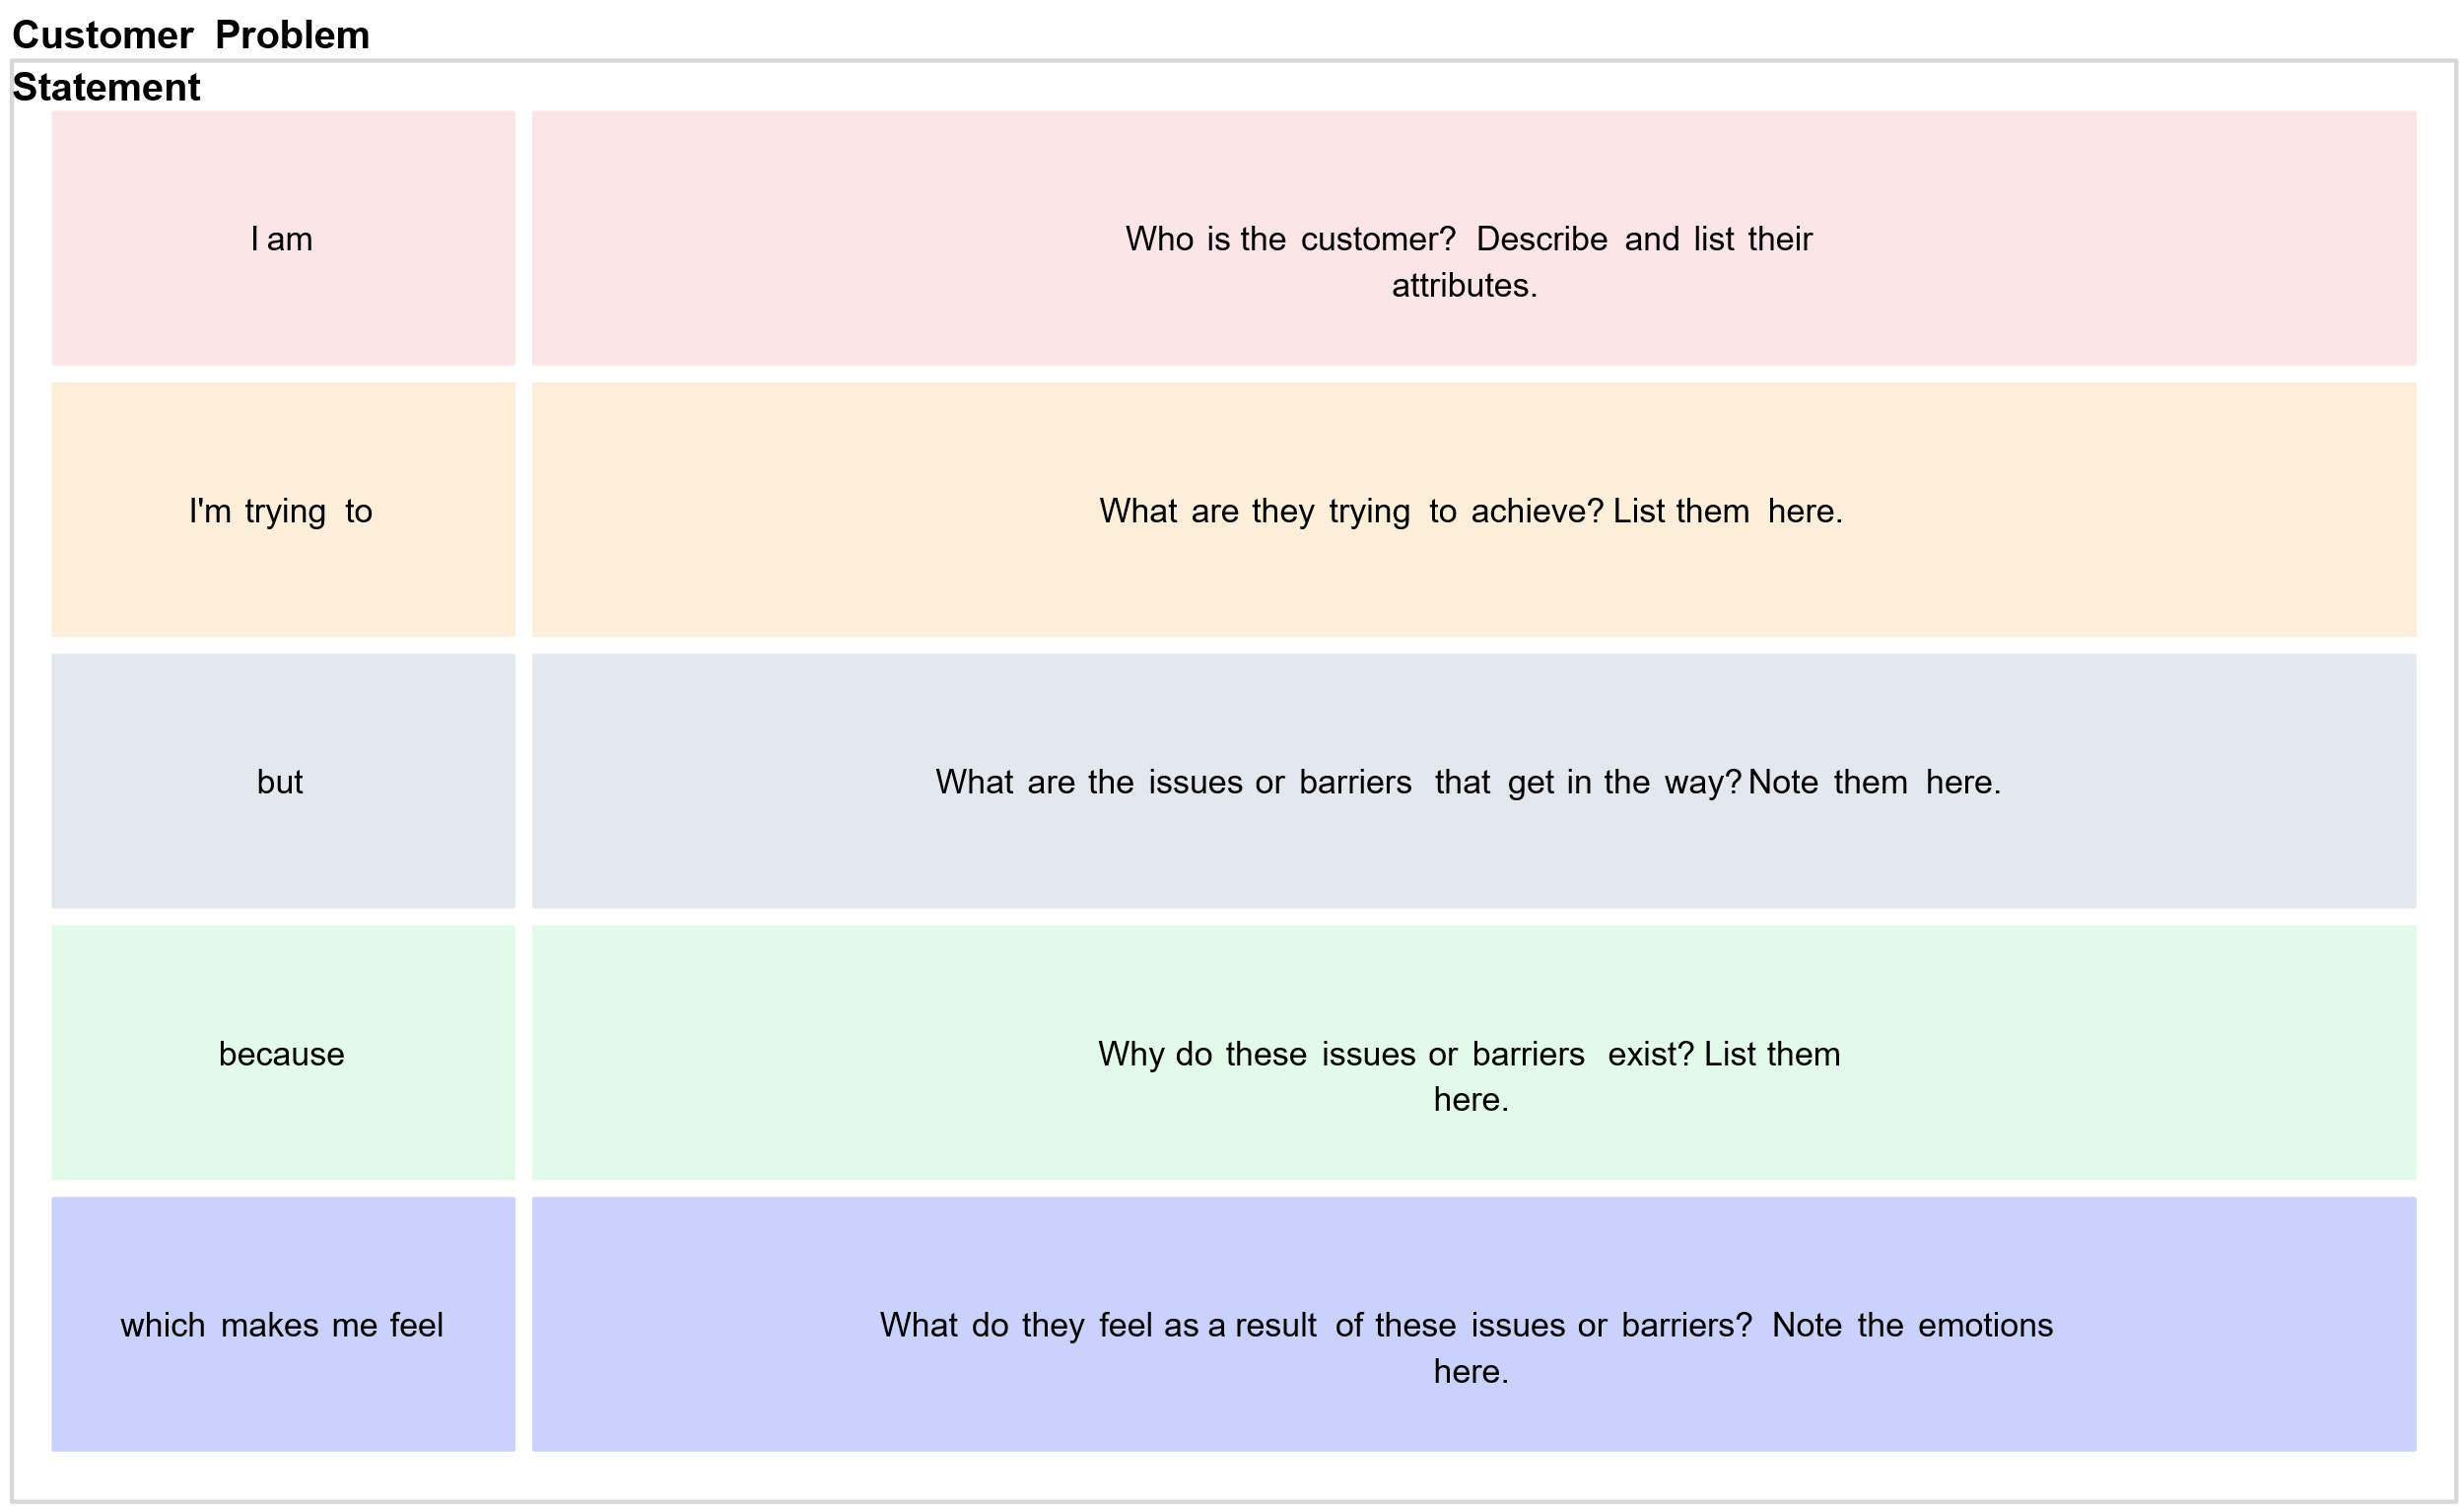 Customer Problem
Statement
I am
Who is the customer? Describe and list their
attributes.
I'm trying to
What are they trying to achieve? List them here.
but
What are the issues or barriers that get in the way? Note them here.
because
Why do these issues or barriers exist? List them
here.
which makes me feel
What do they feel as a result of these issues or barriers? Note the emotions
here.